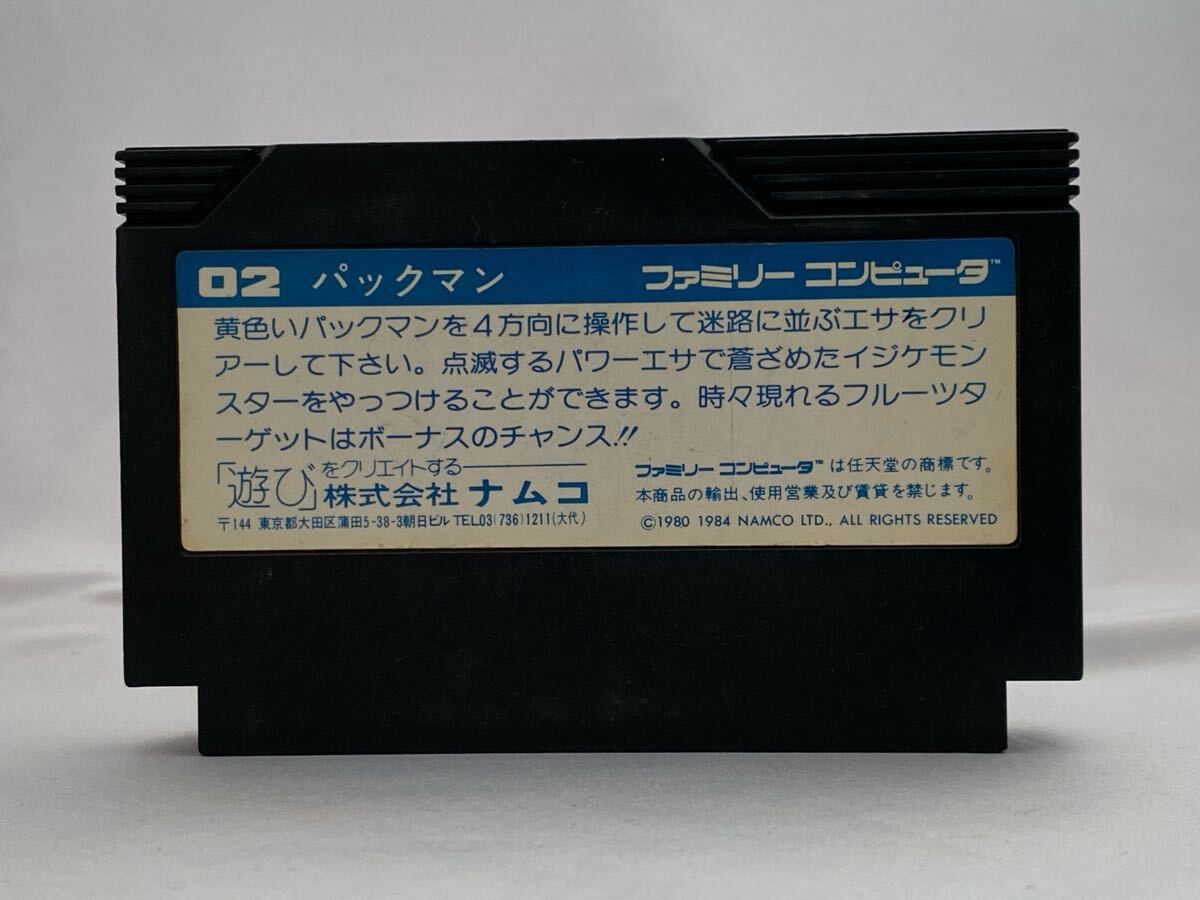 02 パックマン ファミリー コンピュータ™
黄色いパックマンを4方向に操作して迷路に並ぶエサをクリ
アーして下さい。点滅するパワーエサで蒼ざめたイジケモン
スターをやっつけることができます。時々現れるフルーツタ
ーゲットはボーナスのチャンス!!
「遊び」をクリエイトする
株式会社 ナムコ
〒144 東京都大田区蒲田5-38-3朝日ビル TEL03(736)1211(大代)
ファミリー コンピュータ™ は任天堂の商標です。
本商品の輸出、使用営業及び賃貸を禁じます。
©1980 1984 NAMCO LTD., ALL RIGHTS RESERVED